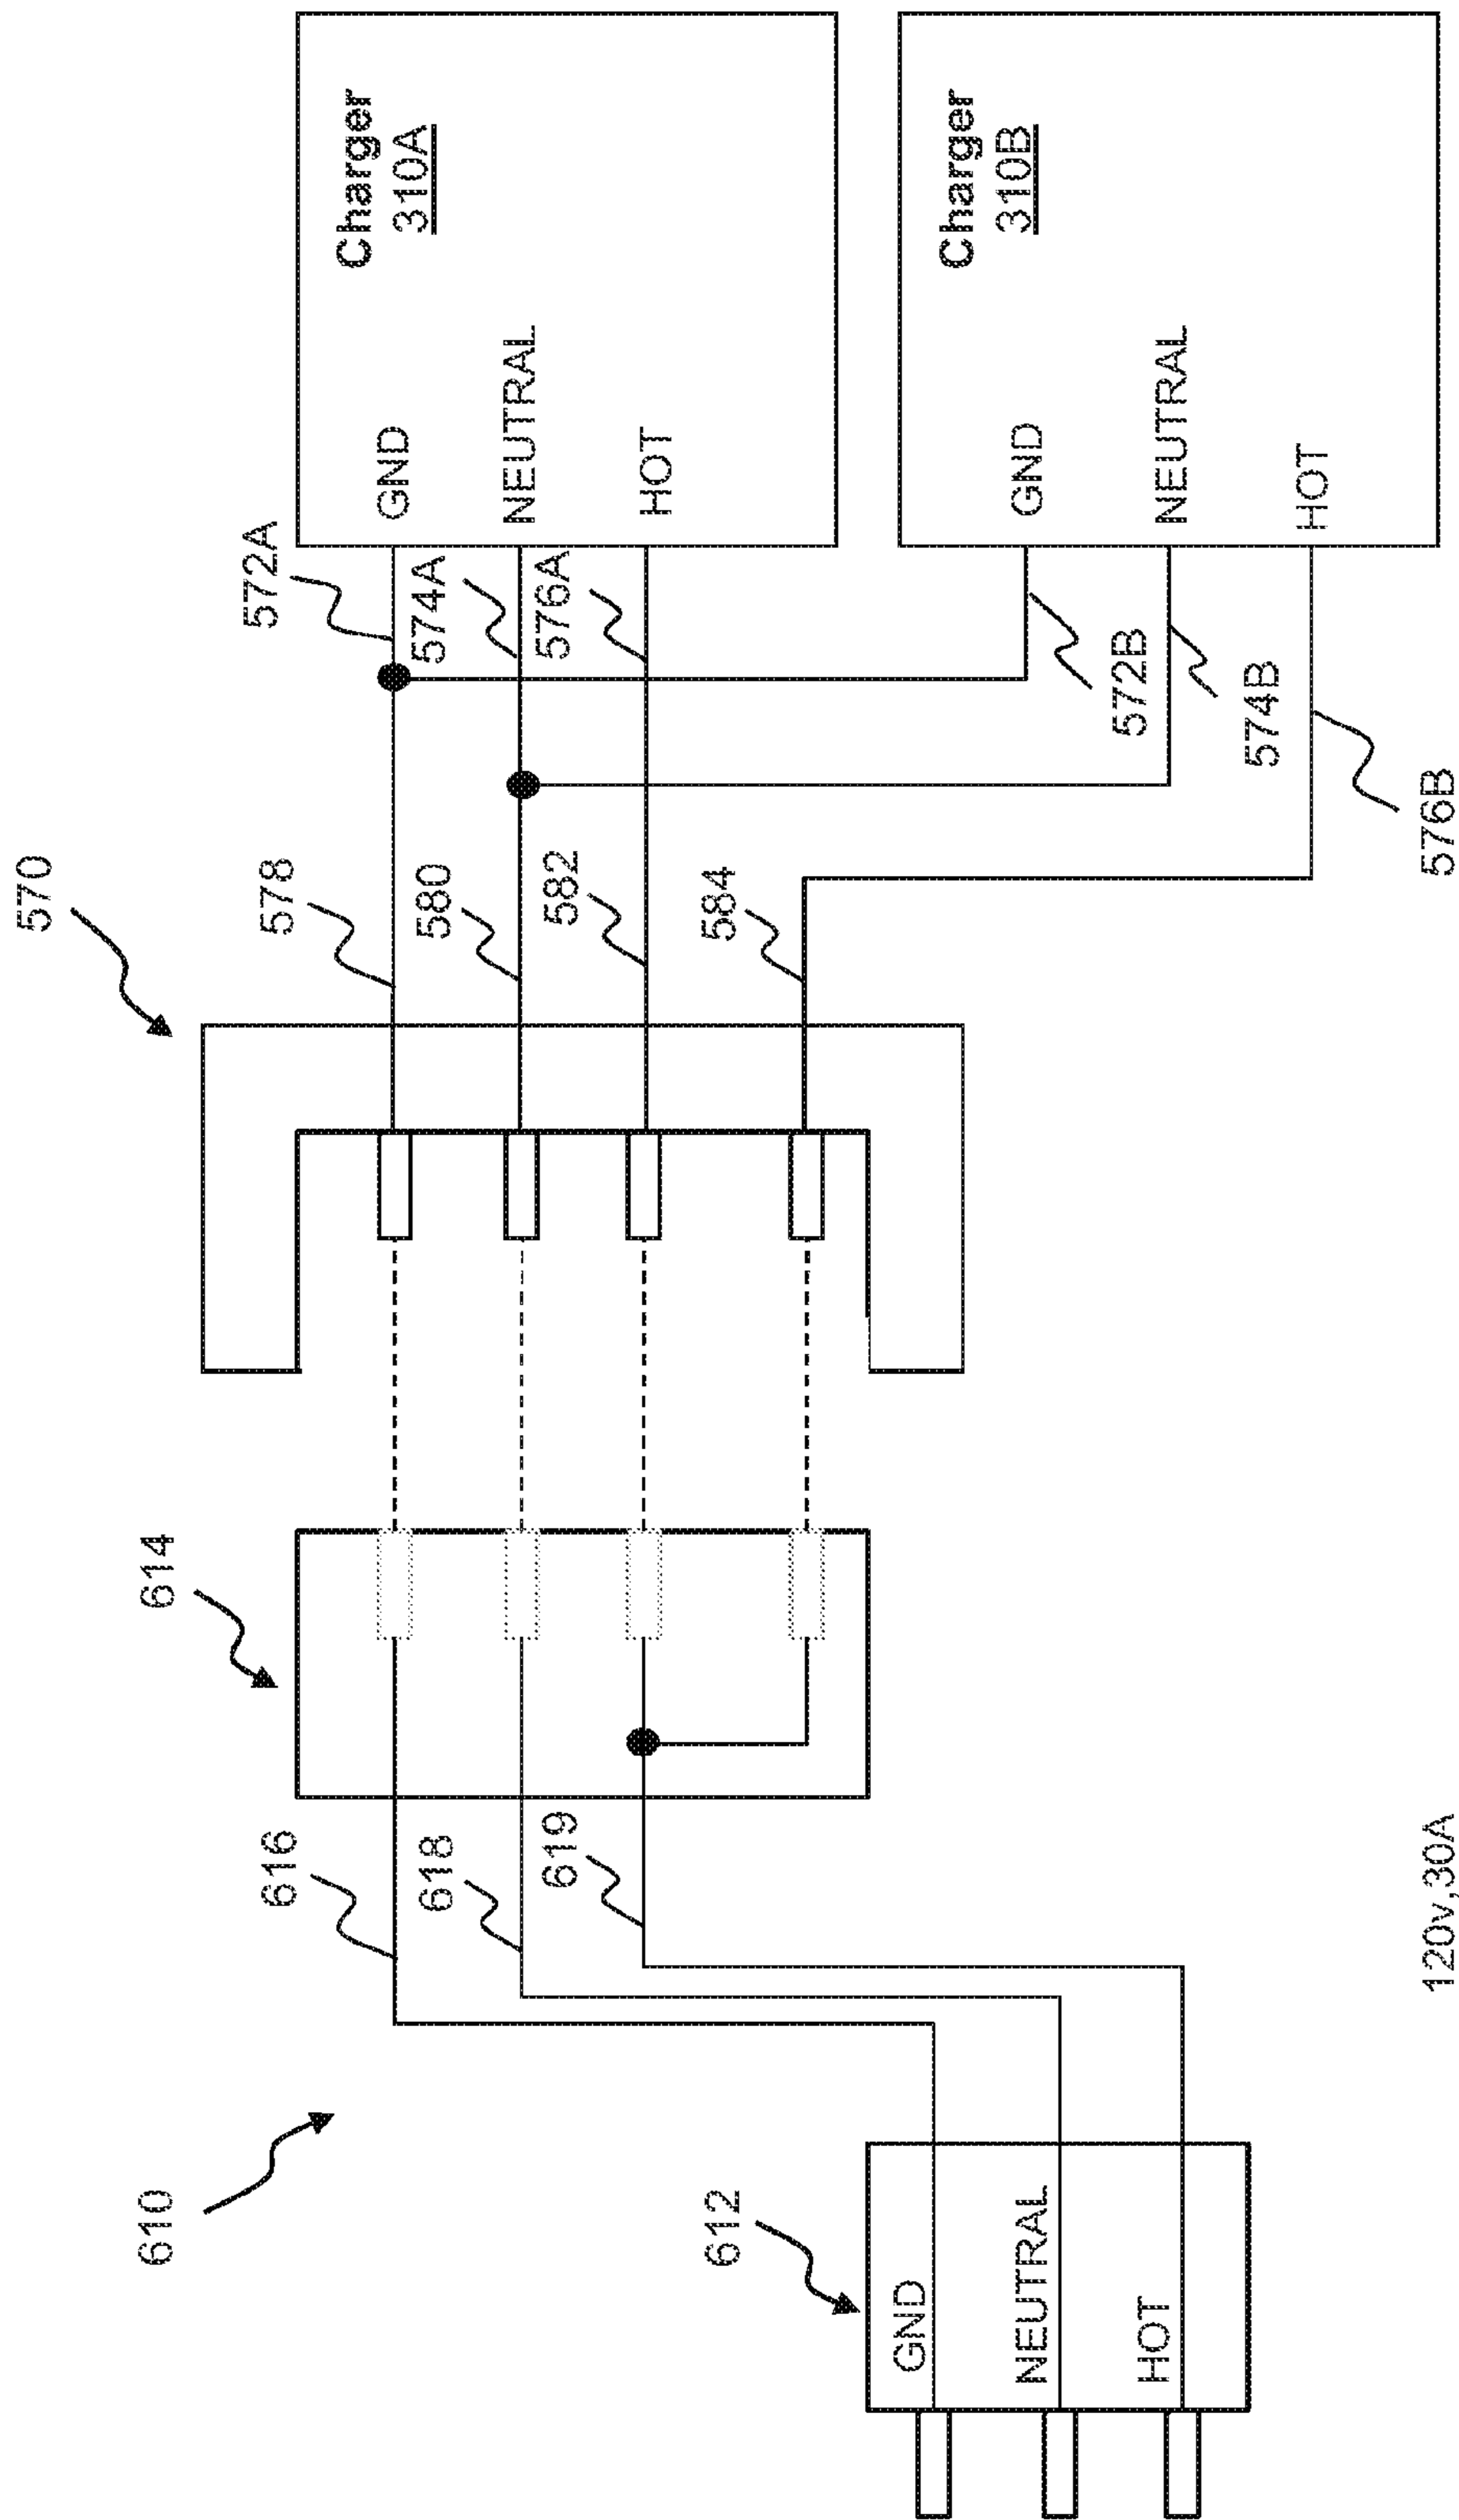 610
612
GND
NEUTRAL
HOT
616
618
619
614
570
578
580
582
584
572A
574A
576A
572B
574B
576B
GND
NEUTRAL
HOT
Charger
310A
GND
NEUTRAL
HOT
Charger
310B
120v,30A